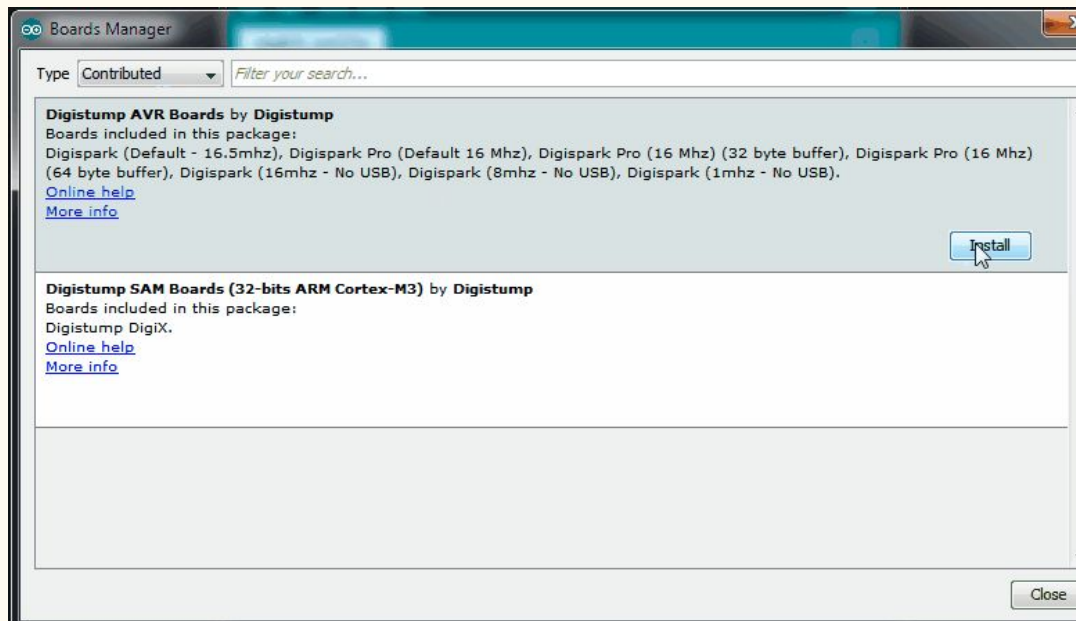 Boards Manager
Type Contributed Filter your search...
Digistump AVR Boards by Digistump
Boards included in this package:
Digispark (Default - 16.5mhz), Digispark Pro (Default 16 Mhz), Digispark Pro (16 Mhz) (32 byte buffer), Digispark Pro (16 Mhz)
(64 byte buffer), Digispark (16mhz - No USB), Digispark (8mhz - No USB), Digispark (1mhz - No USB).
Online help
More info
Install
Digistump SAM Boards (32-bits ARM Cortex-M3) by Digistump
Boards included in this package:
Digistump DigiX.
Online help
More info
Close